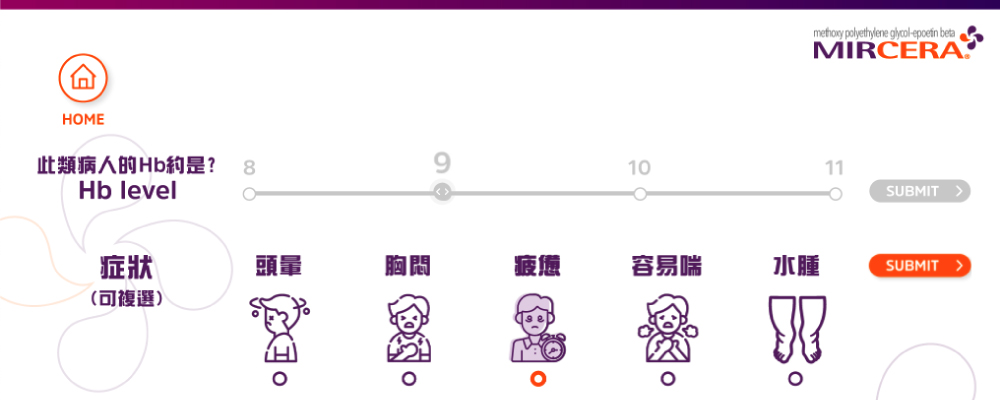 methoxy polyethylene glycol-epoetin beta
MIRCERA®
HOME
此類病人的Hb約是?
Hb level
8
9
10
11
SUBMIT
症狀
(可複選)
頭暈
胸悶
疲憊
容易喘
水腫
SUBMIT